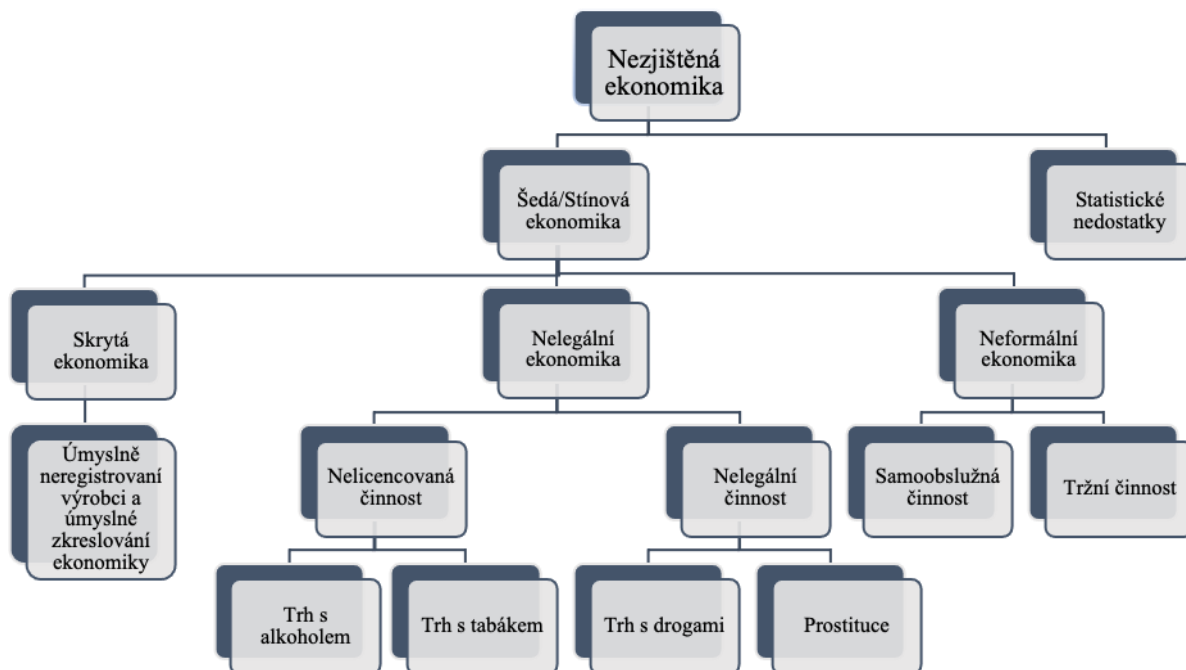 Nezjištěná
ekonomika
Šedá/Stínová
ekonomika
Statistické
nedostatky
Skrytá
ekonomika
Nelegální
ekonomika
Neformální
ekonomika
Úmyslně
neregistrovaní
výrobci a
úmyslné
zkreslování
ekonomiky
Nelicencovaná
činnost
Nelegální
činnost
Samoobslužná
činnost
Tržní činnost
Trh s
alkoholem
Trh s tabákem
Trh s drogami
Prostituce